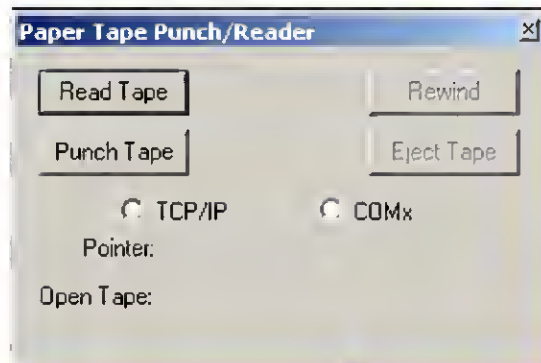 Paper Tape Punch/Reader
Read Tape Rewind
Punch Tape Eject Tape
TCP/IP COMx
Pointer:
Open Tape: